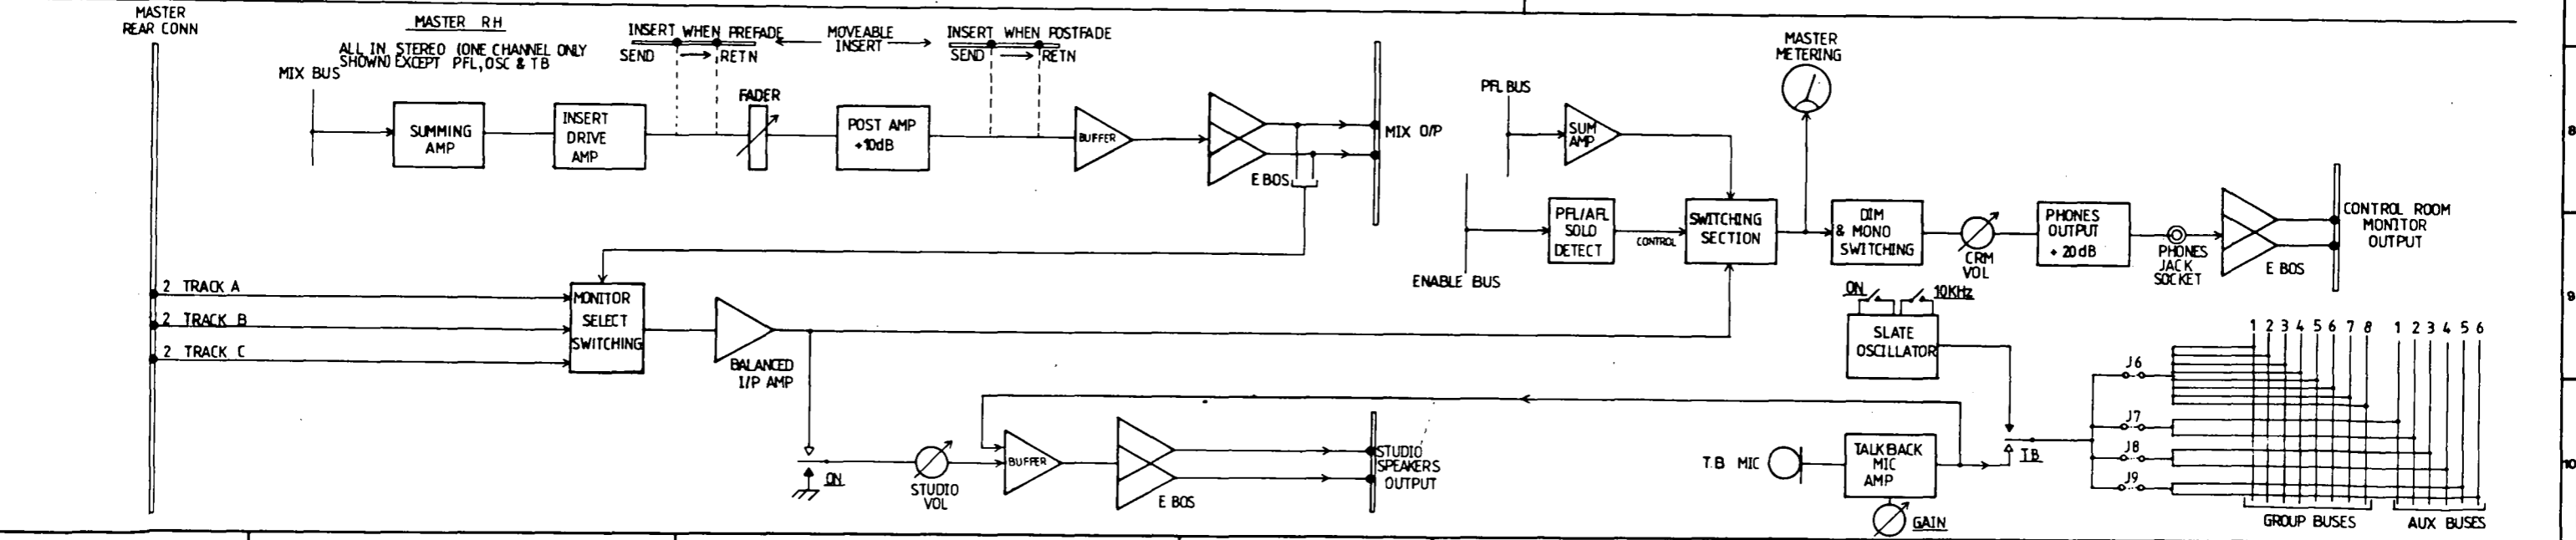 MASTER
REAR CONN
MASTER RH
ALL IN STEREO (ONE CHANNEL ONLY
SHOWN) EXCEPT PFL, OSC & TB
MIX BUS
SUMMING
AMP
INSERT
DRIVE
AMP
INSERT WHEN PREFADE
SEND
RETN
MOVEABLE
INSERT
INSERT WHEN POSTFADE
SEND
RETN
FADER
POST AMP
+10dB
BUFFER
E BOS
MIX O/P
PFL BUS
SUM
AMP
MASTER
METERING
ENABLE BUS
PFL/AFL
SOLO
DETECT
CONTROL
SWITCHING
SECTION
DIM
& MONO
SWITCHING
CRM
VOL
PHONES
OUTPUT
+ 20dB
PHONES
JACK
SOCKET
E BOS
CONTROL ROOM
MONITOR
OUTPUT
8
9
10
2 TRACK A
2 TRACK B
2 TRACK C
MONITOR
SELECT
SWITCHING
BALANCED
I/P AMP
ON
STUDIO
VOL
BUFFER
E BOS
STUDIO
SPEAKERS
OUTPUT
ON
10KHz
SLATE
OSCILLATOR
T.B MIC
TALKBACK
MIC
AMP
GAIN
TB
J6
J7
J8
J9
1 2 3 4 5 6 7 8
1 2 3 4 5 6
GROUP BUSES
AUX BUSES